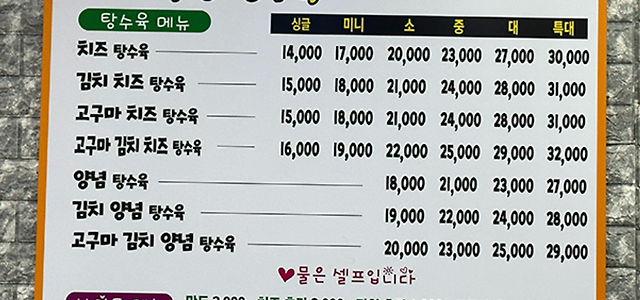 탕수육 메뉴 싱글 미니 소 중 대 특대
치즈 탕수육 14,000 17,000 20,000 23,000 27,000 30,000
김치 치즈 탕수육 15,000 18,000 21,000 24,000 28,000 31,000
고구마 치즈 탕수육 15,000 18,000 21,000 24,000 28,000 31,000
고구마 김치 치즈 탕수육 16,000 19,000 22,000 25,000 29,000 32,000
양념 탕수육 18,000 21,000 23,000 27,000
김치 양념 탕수육 19,000 22,000 24,000 28,000
고구마 김치 양념 탕수육 20,000 23,000 25,000 29,000
♥물은 셀프입니다